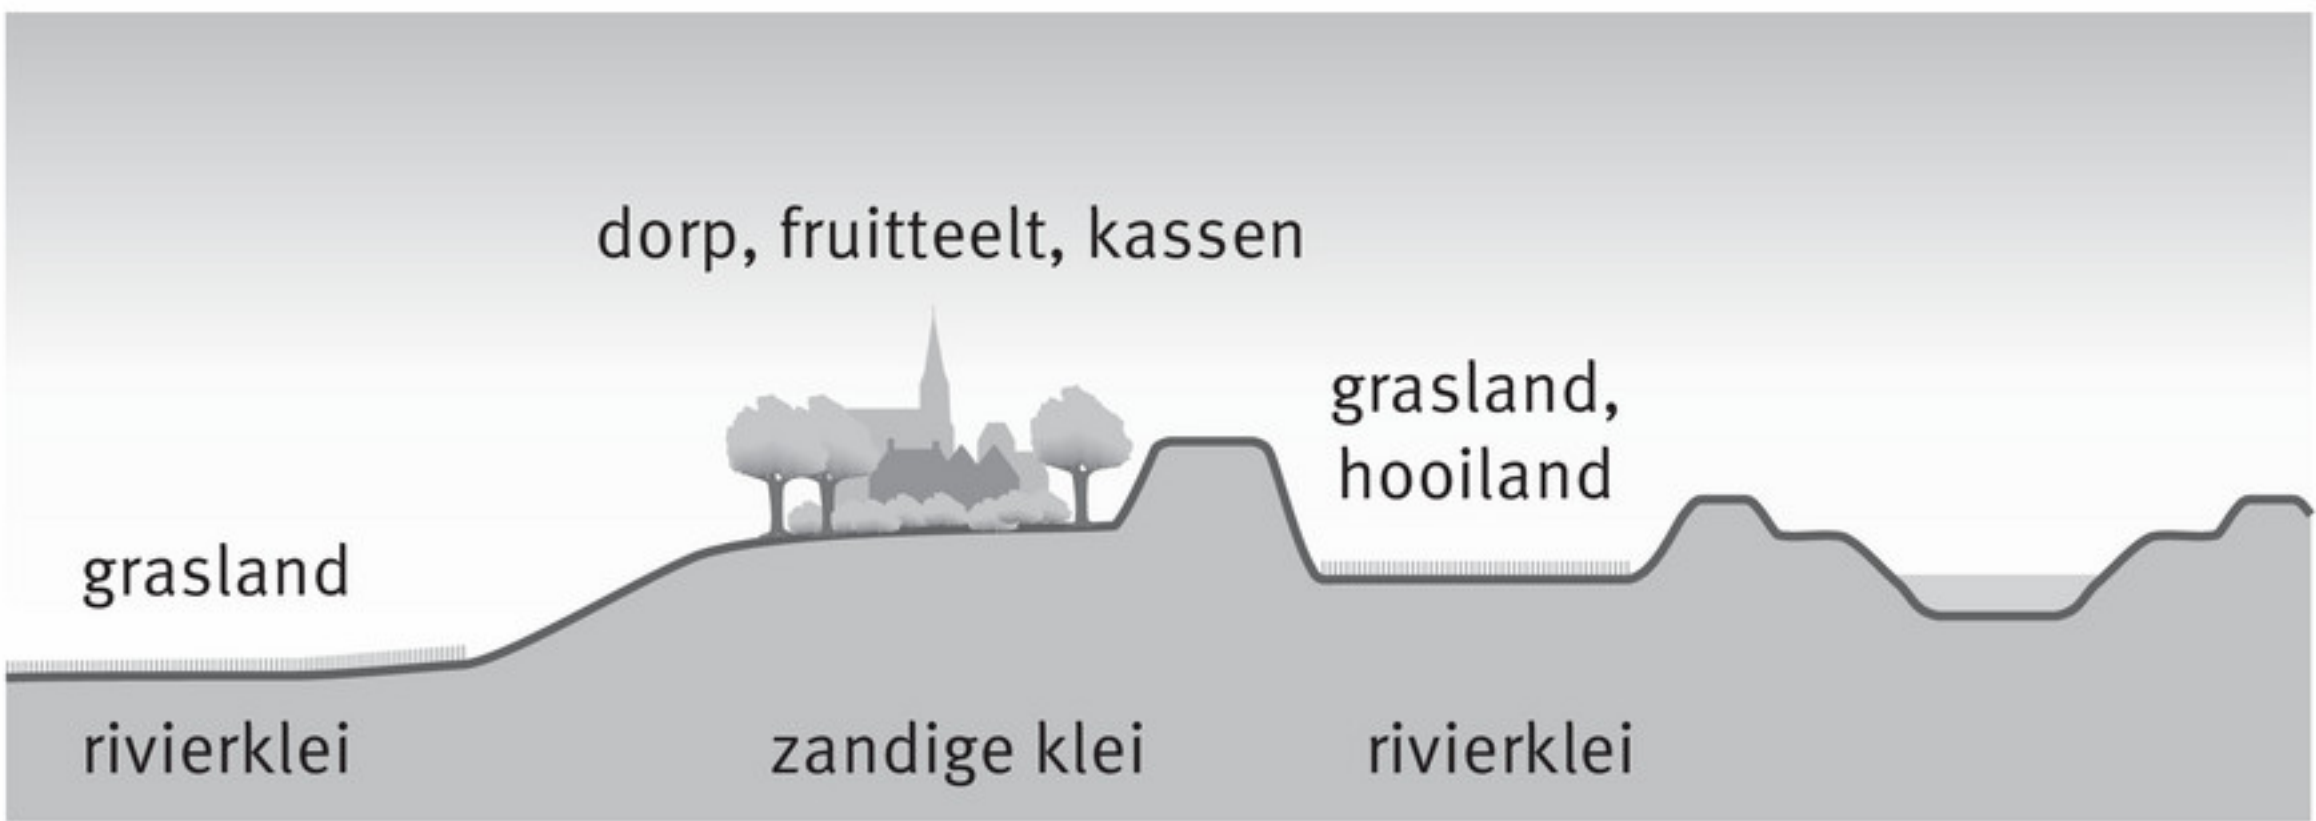 dorp, fruitteelt, kassen
grasland,
hooiland
grasland
rivierklei
zandige klei
rivierklei